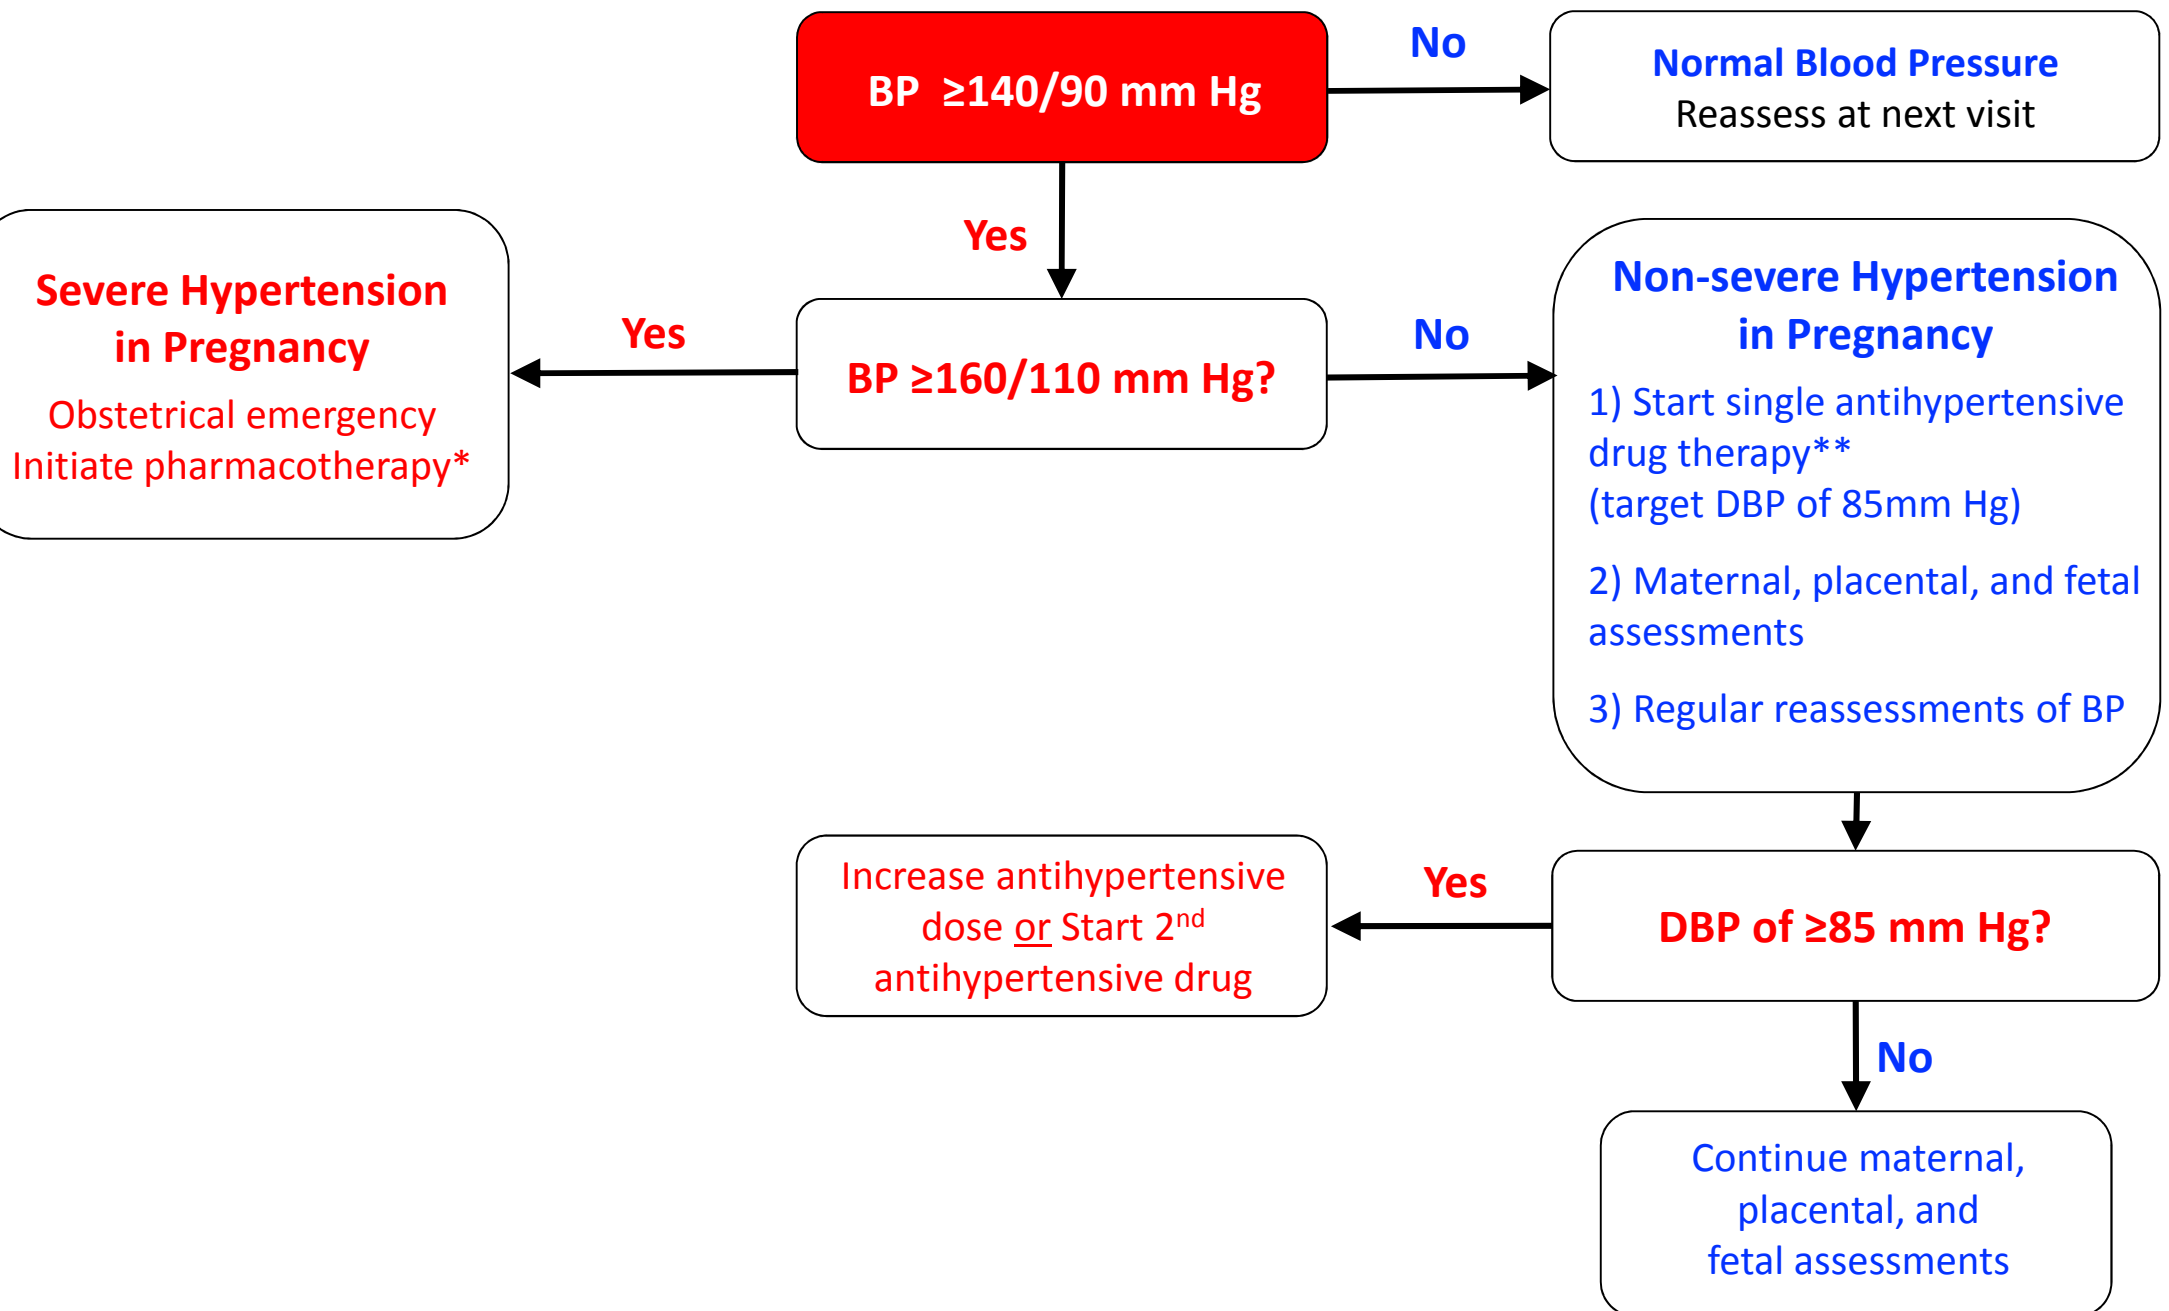 BP ≥140/90 mm Hg
No
Normal Blood Pressure
Reassess at next visit
Yes
Severe Hypertension
in Pregnancy
Obstetrical emergency
Initiate pharmacotherapy*
Yes
BP ≥160/110 mm Hg?
No
Non-severe Hypertension
in Pregnancy
1) Start single antihypertensive
drug therapy**
(target DBP of 85mm Hg)
2) Maternal, placental, and fetal
assessments
3) Regular reassessments of BP
Increase antihypertensive
dose or Start 2nd
antihypertensive drug
Yes
DBP of ≥85 mm Hg?
No
Continue maternal,
placental, and
fetal assessments